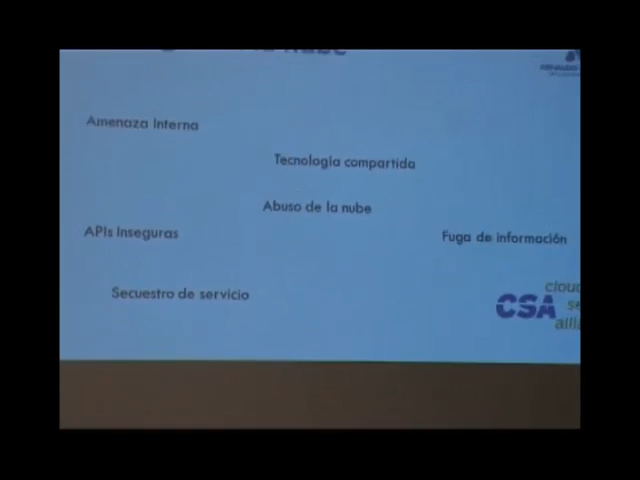 Amenaza Interna
Tecnología compartida
Abuso de la nube
APIs Inseguras
Fuga de información
Secuestro de servicio
CSA